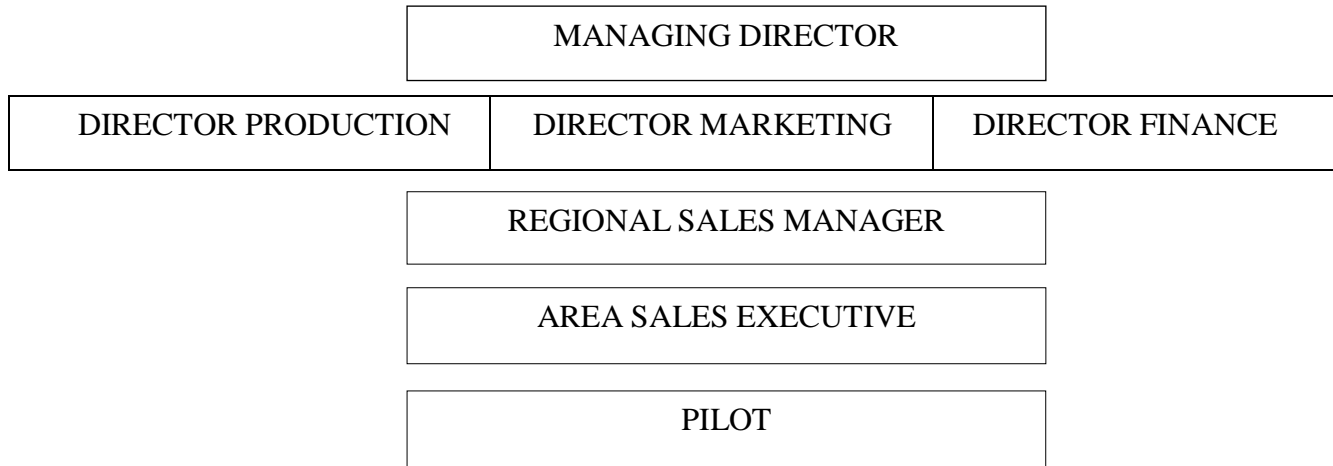 MANAGING DIRECTOR
DIRECTOR PRODUCTION DIRECTOR MARKETING DIRECTOR FINANCE
REGIONAL SALES MANAGER
AREA SALES EXECUTIVE
PILOT